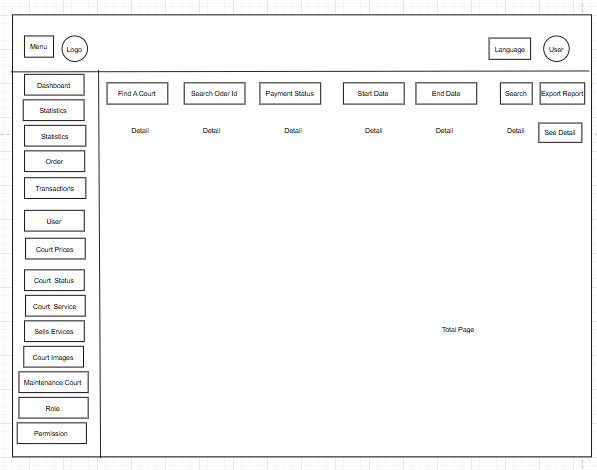 Menu
Logo
Language
User
Dashboard
Find A Court
Search Oder Id
Payment Status
Start Date
End Date
Search
Export Report
Statistics
Statistics
Detail
Detail
Detail
Detail
Detail
Detail
See Detail
Order
Transactions
User
Court Prices
Court  Status
Court  Service
Sells Ervices
Total Page
Court Images
Maintenance Court
Role
Permission